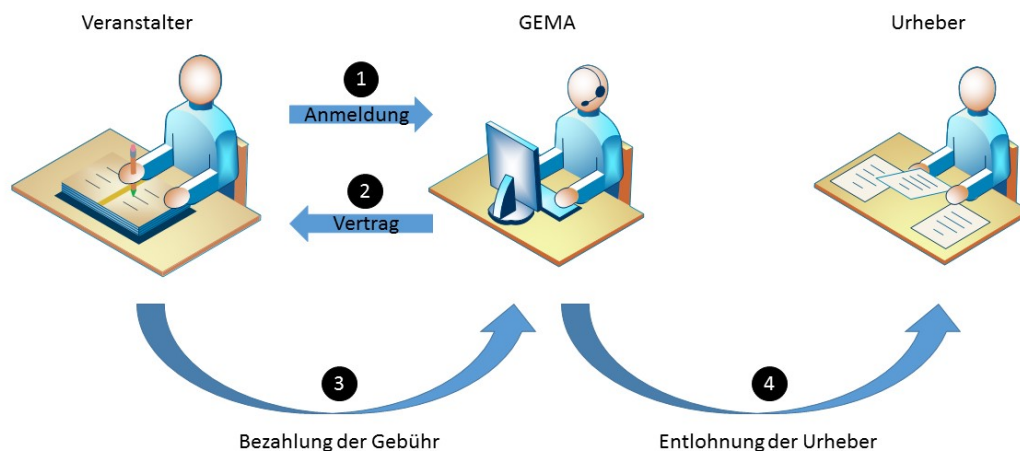 Veranstalter
GEMA
Urheber
1
Anmeldung
2
Vertrag
3
4
Bezahlung der Gebühr
Entlohnung der Urheber